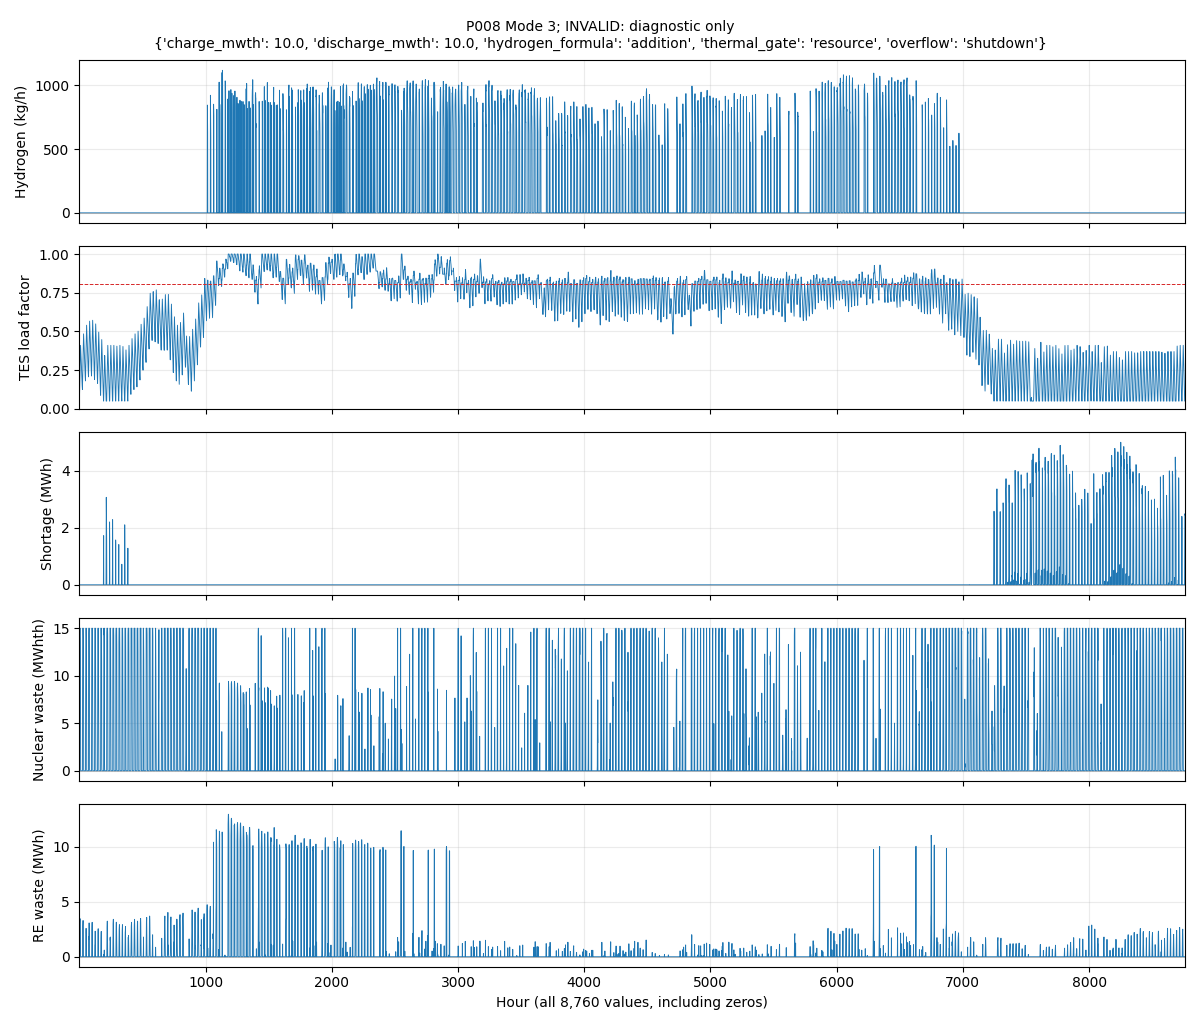 P008 Mode 3; INVALID: diagnostic only
{'charge_mwth': 10.0, 'discharge_mwth': 10.0, 'hydrogen_formula': 'addition', 'thermal_gate': 'resource', 'overflow': 'shutdown'}
Hydrogen (kg/h)
1000
500
0
TES load factor
1.00
0.75
0.50
0.25
0.00
Shortage (MWh)
4
2
0
Nuclear waste (MWhth)
15
10
5
0
RE waste (MWh)
10
5
0
1000 2000 3000 4000 5000 6000 7000 8000
Hour (all 8,760 values, including zeros)